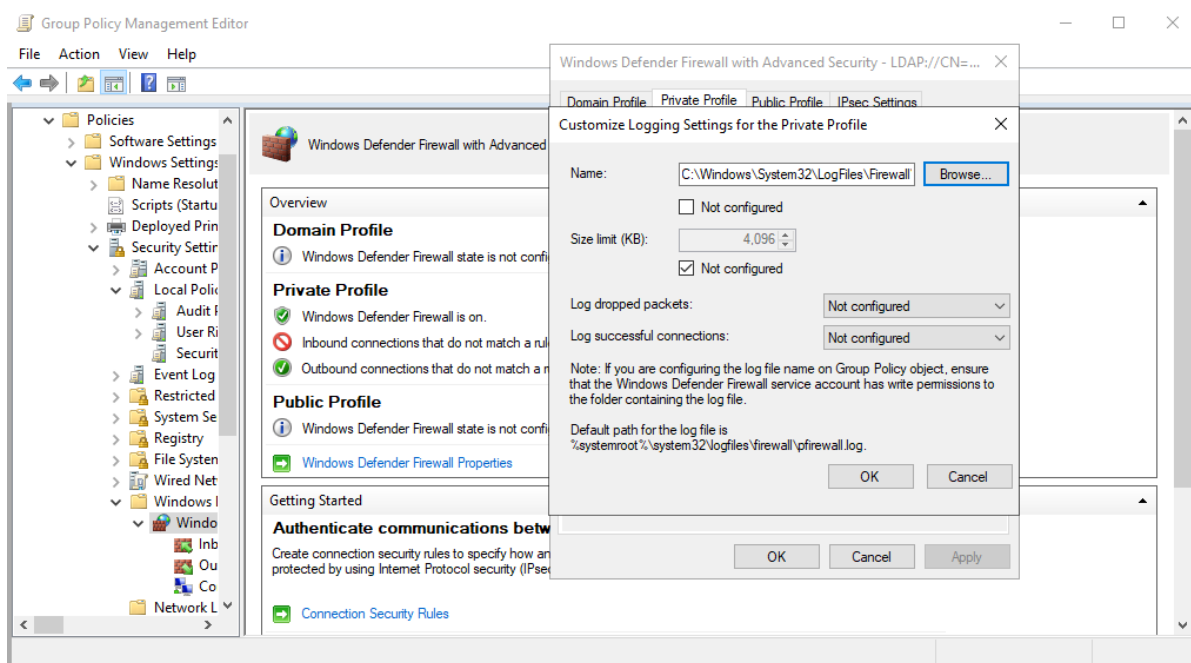 Group Policy Management Editor
File Action View Help
Policies
Software Settings
Windows Settings
Name Resolut
Scripts (Startu
Deployed Prin
Security Settir
Account P
Local Polic
Audit P
User Ri
Securit
Event Log
Restricted
System Se
Registry
File System
Wired Net
Windows
Windo
Inb
Ou
Co
Network L
Windows Defender Firewall with Advanced
Overview
Domain Profile
Windows Defender Firewall state is not confi
Private Profile
Windows Defender Firewall is on.
Inbound connections that do not match a rul
Outbound connections that do not match a r
Public Profile
Windows Defender Firewall state is not confi
Windows Defender Firewall Properties
Getting Started
Authenticate communications betw
Create connection security rules to specify how an
protected by using Internet Protocol security (IPsec
Connection Security Rules
Windows Defender Firewall with Advanced Security - LDAP://CN=...
Domain Profile Private Profile Public Profile IPsec Settings
Customize Logging Settings for the Private Profile
Name: C:\Windows\System32\LogFiles\Firewall Browse...
Not configured
Size limit (KB): 4,096
Not configured
Log dropped packets: Not configured
Log successful connections: Not configured
Note: If you are configuring the log file name on Group Policy object, ensure
that the Windows Defender Firewall service account has write permissions to
the folder containing the log file.
Default path for the log file is
%systemroot%\system32\logfiles\firewall\pfirewall.log.
OK Cancel
OK Cancel Apply